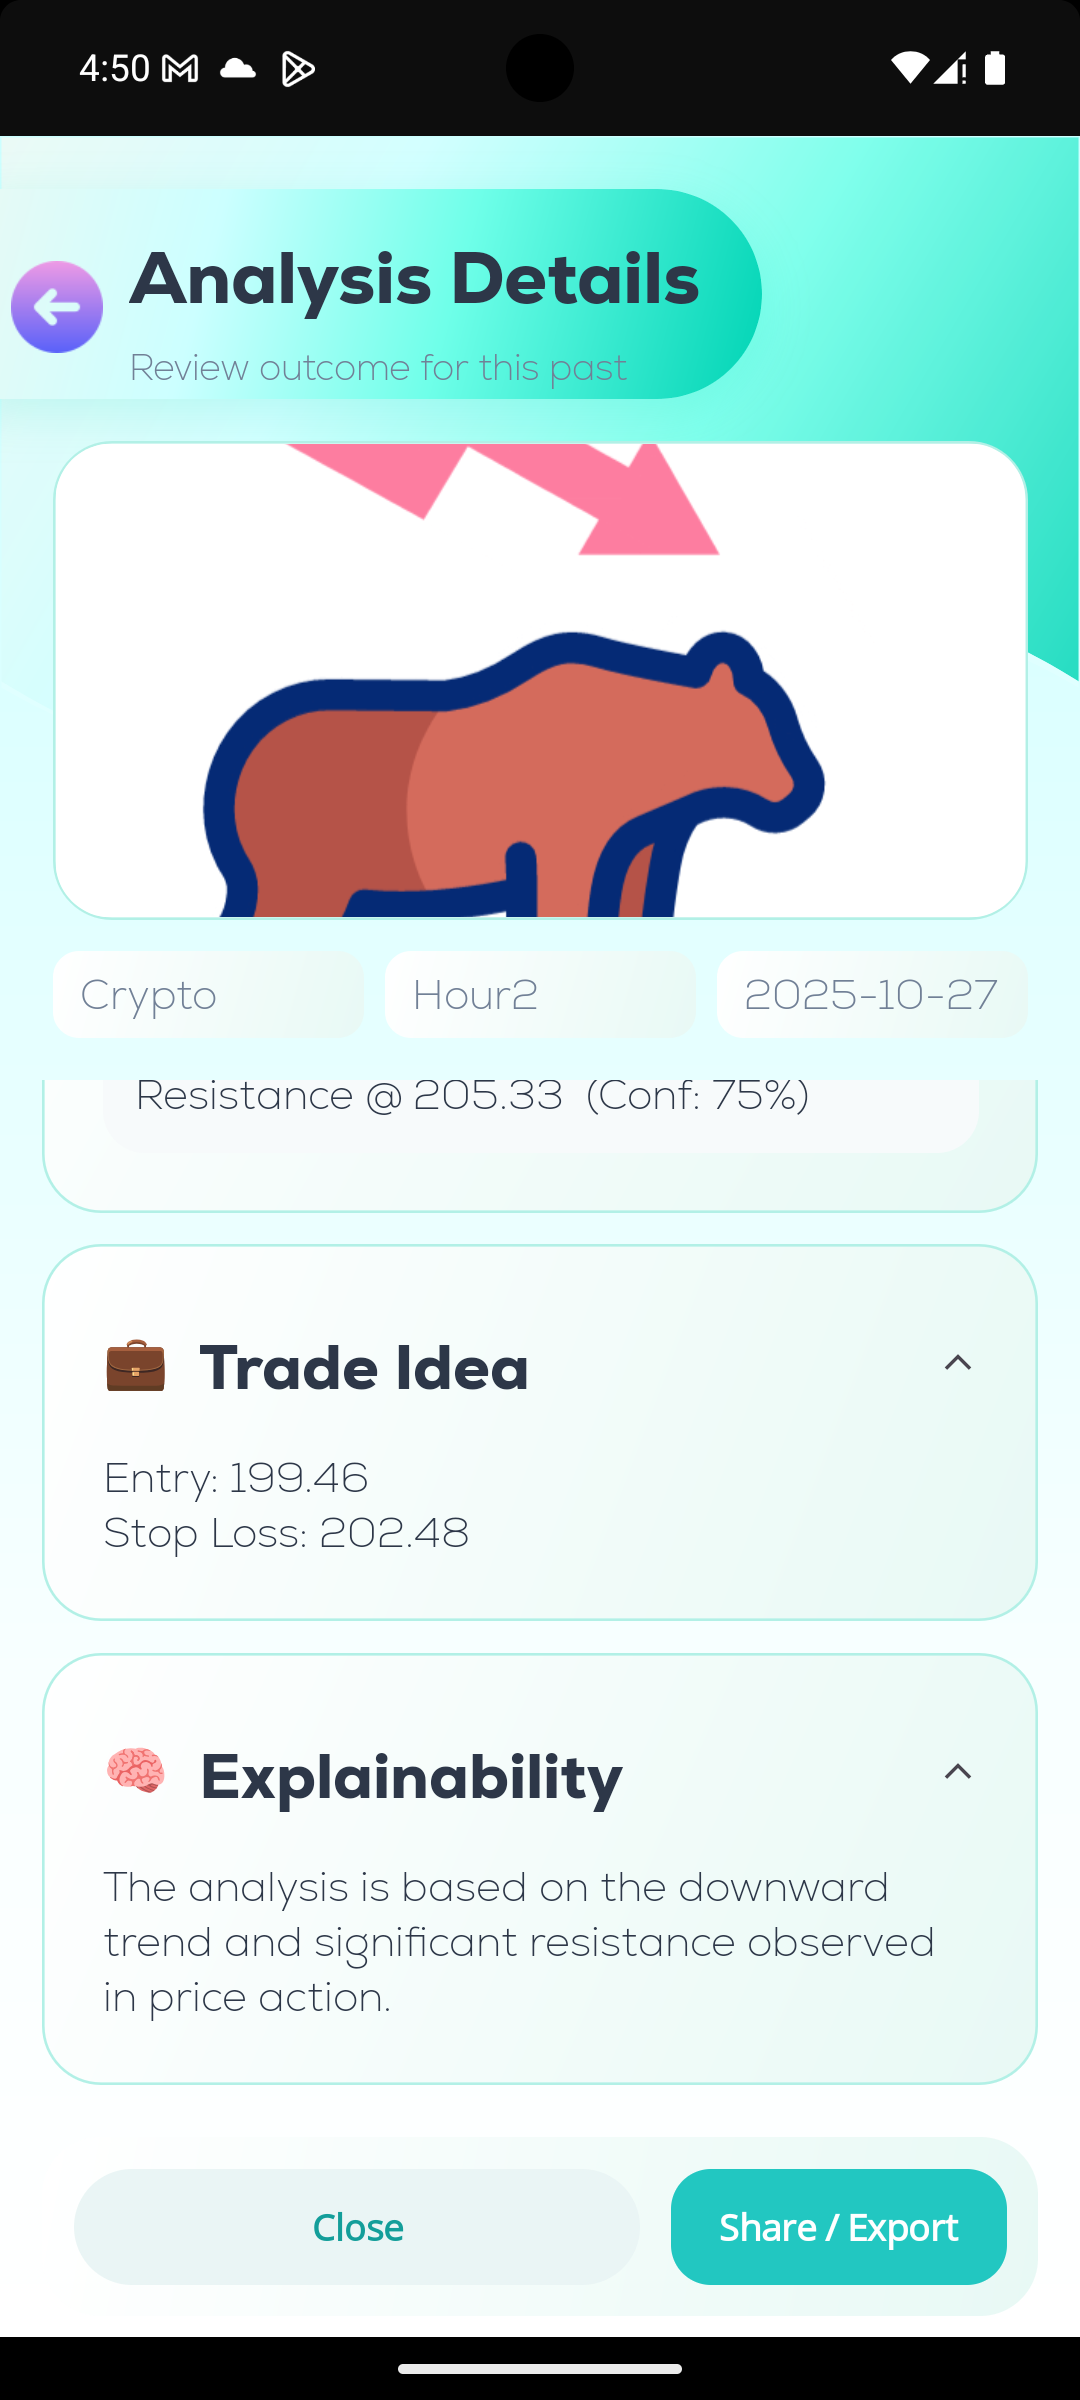 4:50
Analysis Details
Review outcome for this past
Crypto
Hour2
2025-10-27
Resistance @ 205.33 (Conf: 75%)
Trade Idea
Entry: 199.46
Stop Loss: 202.48
Explainability
The analysis is based on the downward
trend and significant resistance observed
in price action.
Close
Share / Export